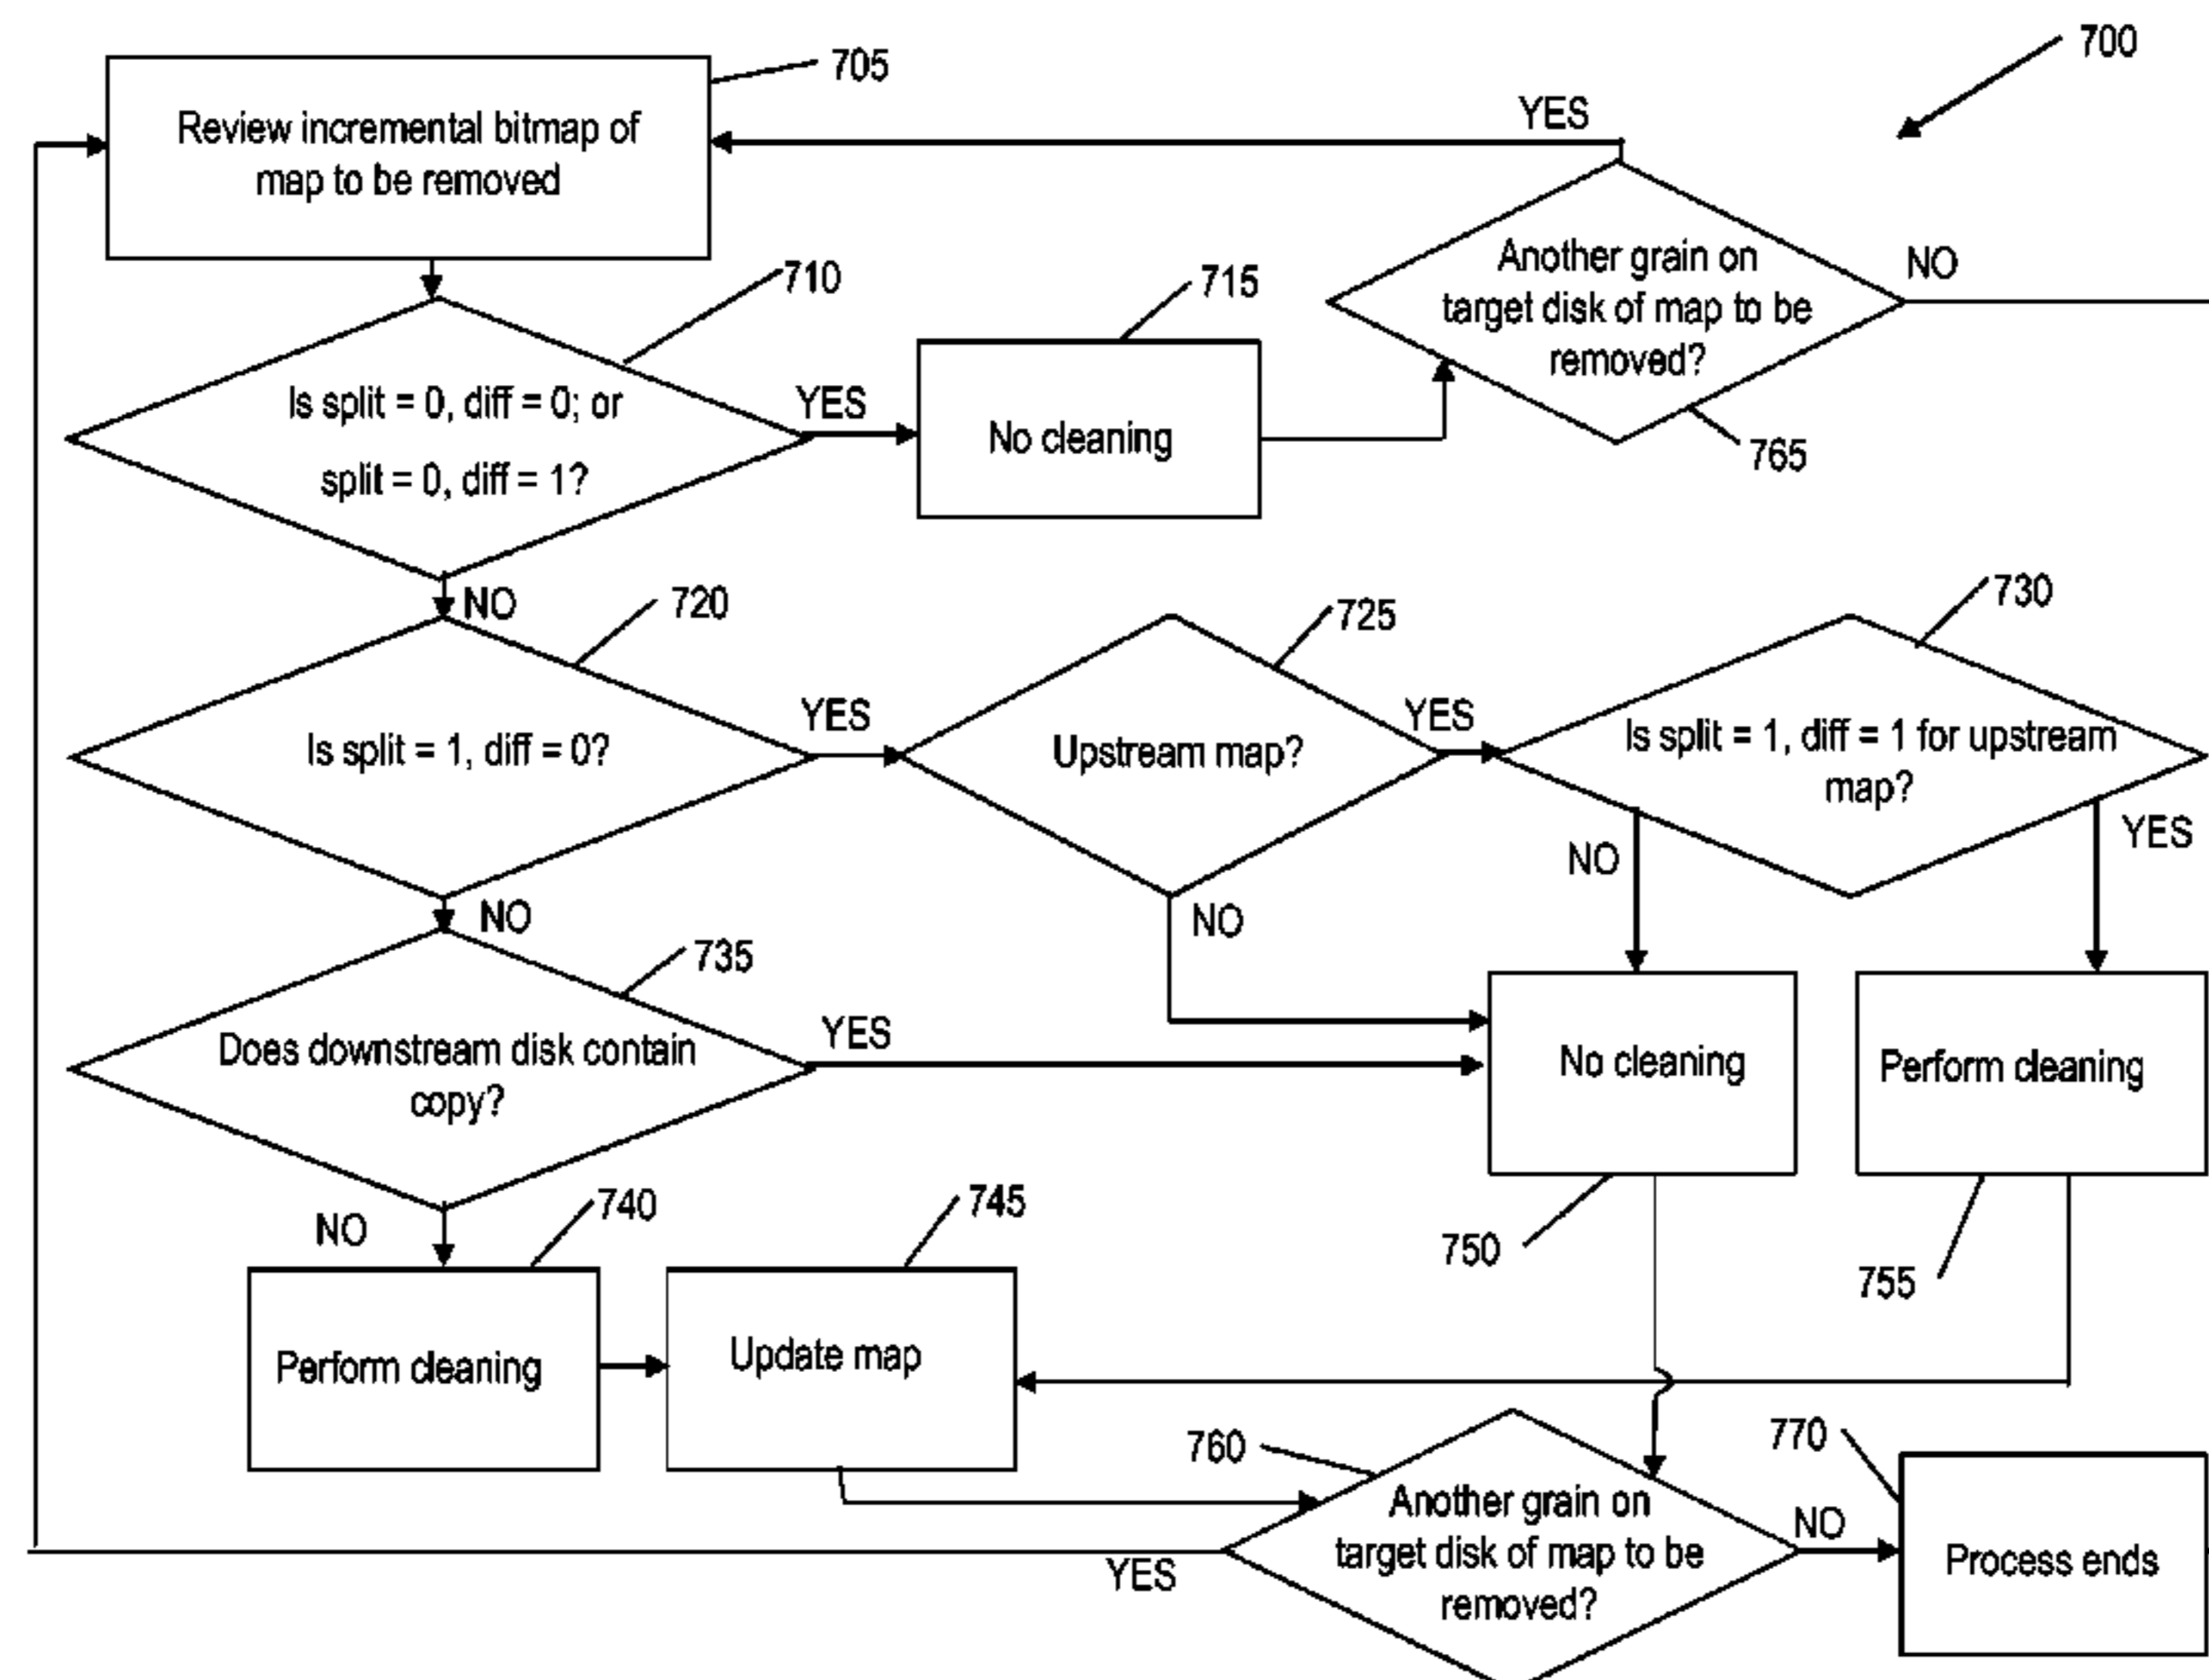 700
705
Review incremental bitmap of
map to be removed
YES
710
715
Another grain on
target disk of map to be
removed?
NO
765
Is split = 0, diff = 0; or
split = 0, diff = 1?
YES
No cleaning
NO
720
725
730
Is split = 1, diff = 0?
YES
Upstream map?
YES
Is split = 1, diff = 1 for upstream
map?
NO
YES
NO
NO
735
Does downstream disk contain
copy?
YES
No cleaning
Perform cleaning
NO
740
745
750
755
Perform cleaning
Update map
760
770
Another grain on
target disk of map to be
removed?
NO
YES
Process ends